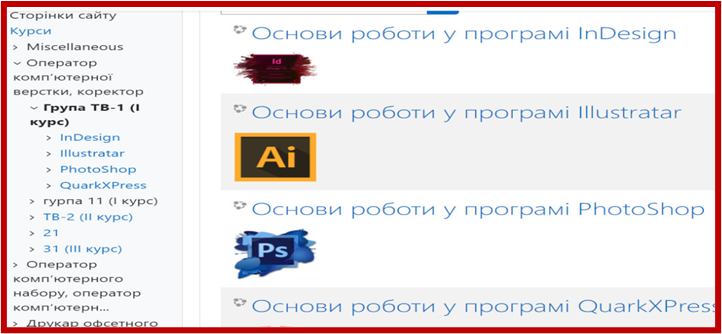 Сторінки сайту
Курси
Miscellaneous
Оператор
комп'ютерної
верстки, коректор
Група ТВ-1 (I
курс)
InDesign
Illustratar
PhotoShop
QuarkXPress
гурпа 11 (I курс)
ТВ-2 (II курс)
21
31 (III курс)
Оператор
комп'ютерного
набору, оператор
комп'ютерн...
Друкар офсетного
Основи роботи у програмі InDesign
Id
Основи роботи у програмі Illustratar
Ai
Основи роботи у програмі PhotoShop
Ps
Основи роботи у програмі QuarkXPress